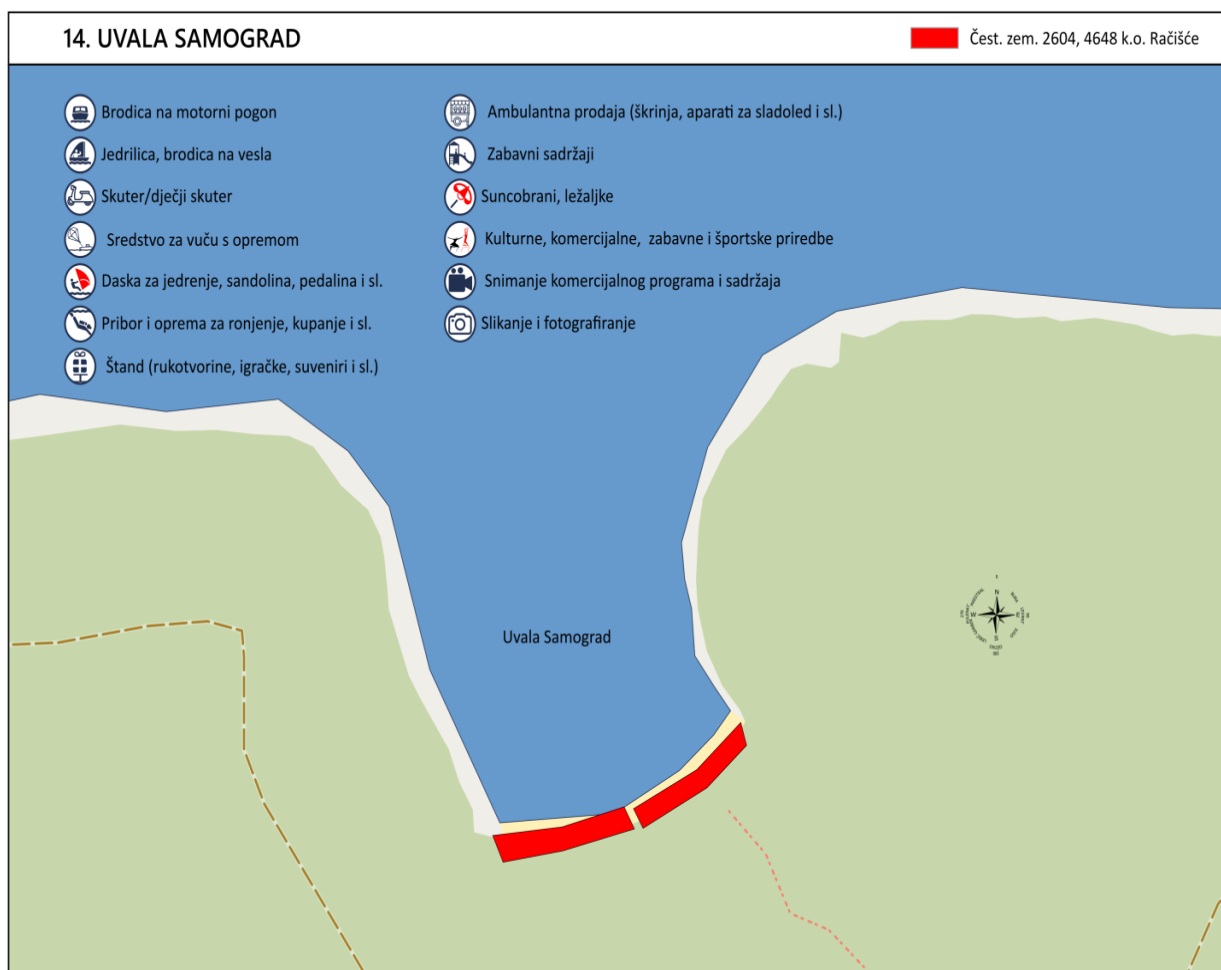 14. UVALA SAMOGRAD
Čest. zem. 2604, 4648 k.o. Račišće
Brodica na motorni pogon
Jedrilica, brodica na vesla
Skuter/dječji skuter
Sredstvo za vuču s opremom
Daska za jedrenje, sandolina, pedalina i sl.
Pribor i oprema za ronjenje, kupanje i sl.
Štand (rukotvorine, igračke, suveniri i sl.)
Ambulantna prodaja (škrinja, aparati za sladoled i sl.)
Zabavni sadržaji
Suncobrani, ležaljke
Kulturne, komercijalne, zabavne i športske priredbe
Snimanje komercijalnog programa i sadržaja
Slikanje i fotografiranje
Uvala Samograd
N
W
E
S